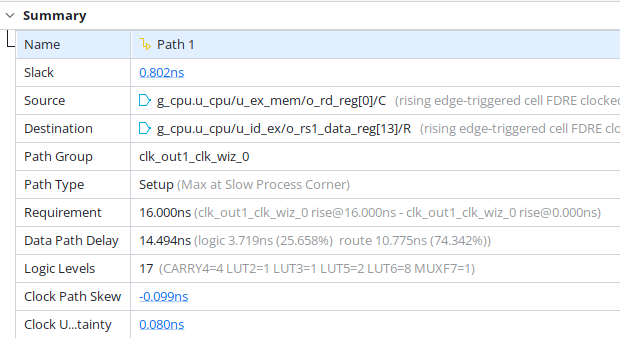 Summary
Name Path 1
Slack 0.802ns
Source g_cpu.u_cpu/u_ex_mem/o_rd_reg[0]/C (rising edge-triggered cell FDRE clocked
Destination g_cpu.u_cpu/u_id_ex/o_rs1_data_reg[13]/R (rising edge-triggered cell FDRE clo
Path Group clk_out1_clk_wiz_0
Path Type Setup (Max at Slow Process Corner)
Requirement 16.000ns (clk_out1_clk_wiz_0 rise@16.000ns - clk_out1_clk_wiz_0 rise@0.000ns)
Data Path Delay 14.494ns (logic 3.719ns (25.658%) route 10.775ns (74.342%))
Logic Levels 17 (CARRY4=4 LUT2=1 LUT3=1 LUT5=2 LUT6=8 MUXF7=1)
Clock Path Skew -0.099ns
Clock U...tainty 0.080ns